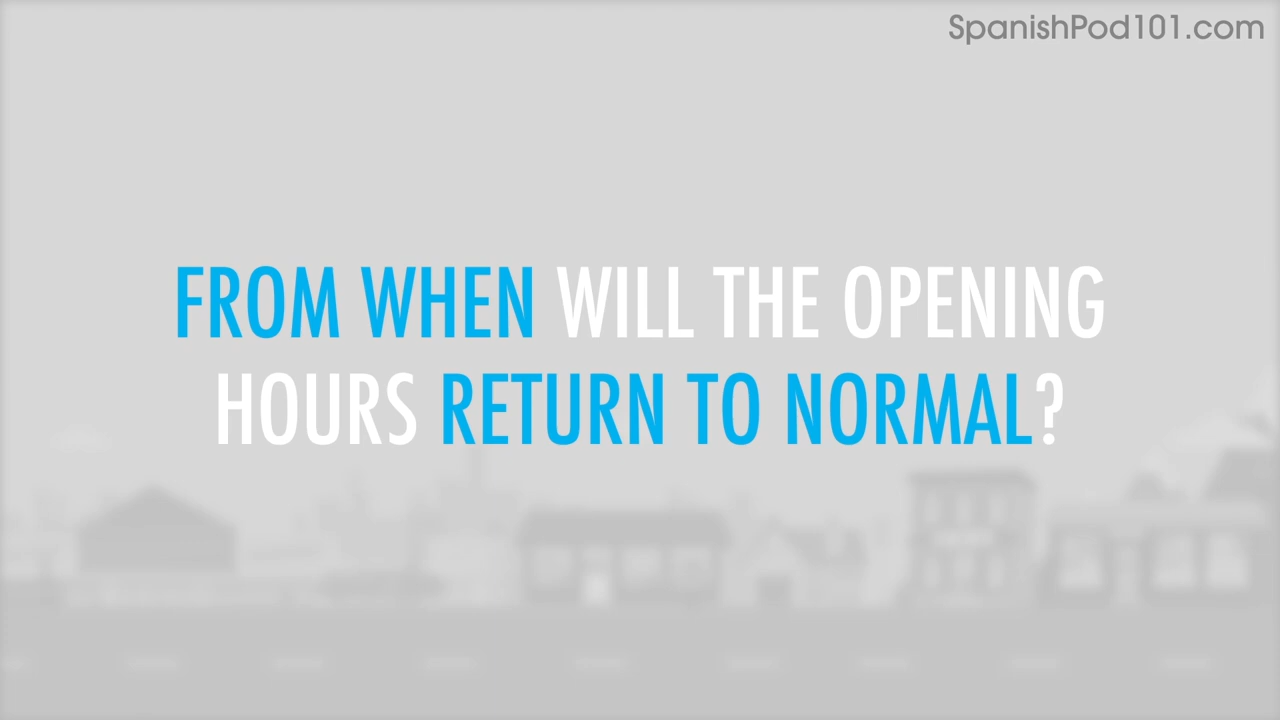 SpanishPod101.com
FROM WHEN WILL THE OPENING
HOURS RETURN TO NORMAL?